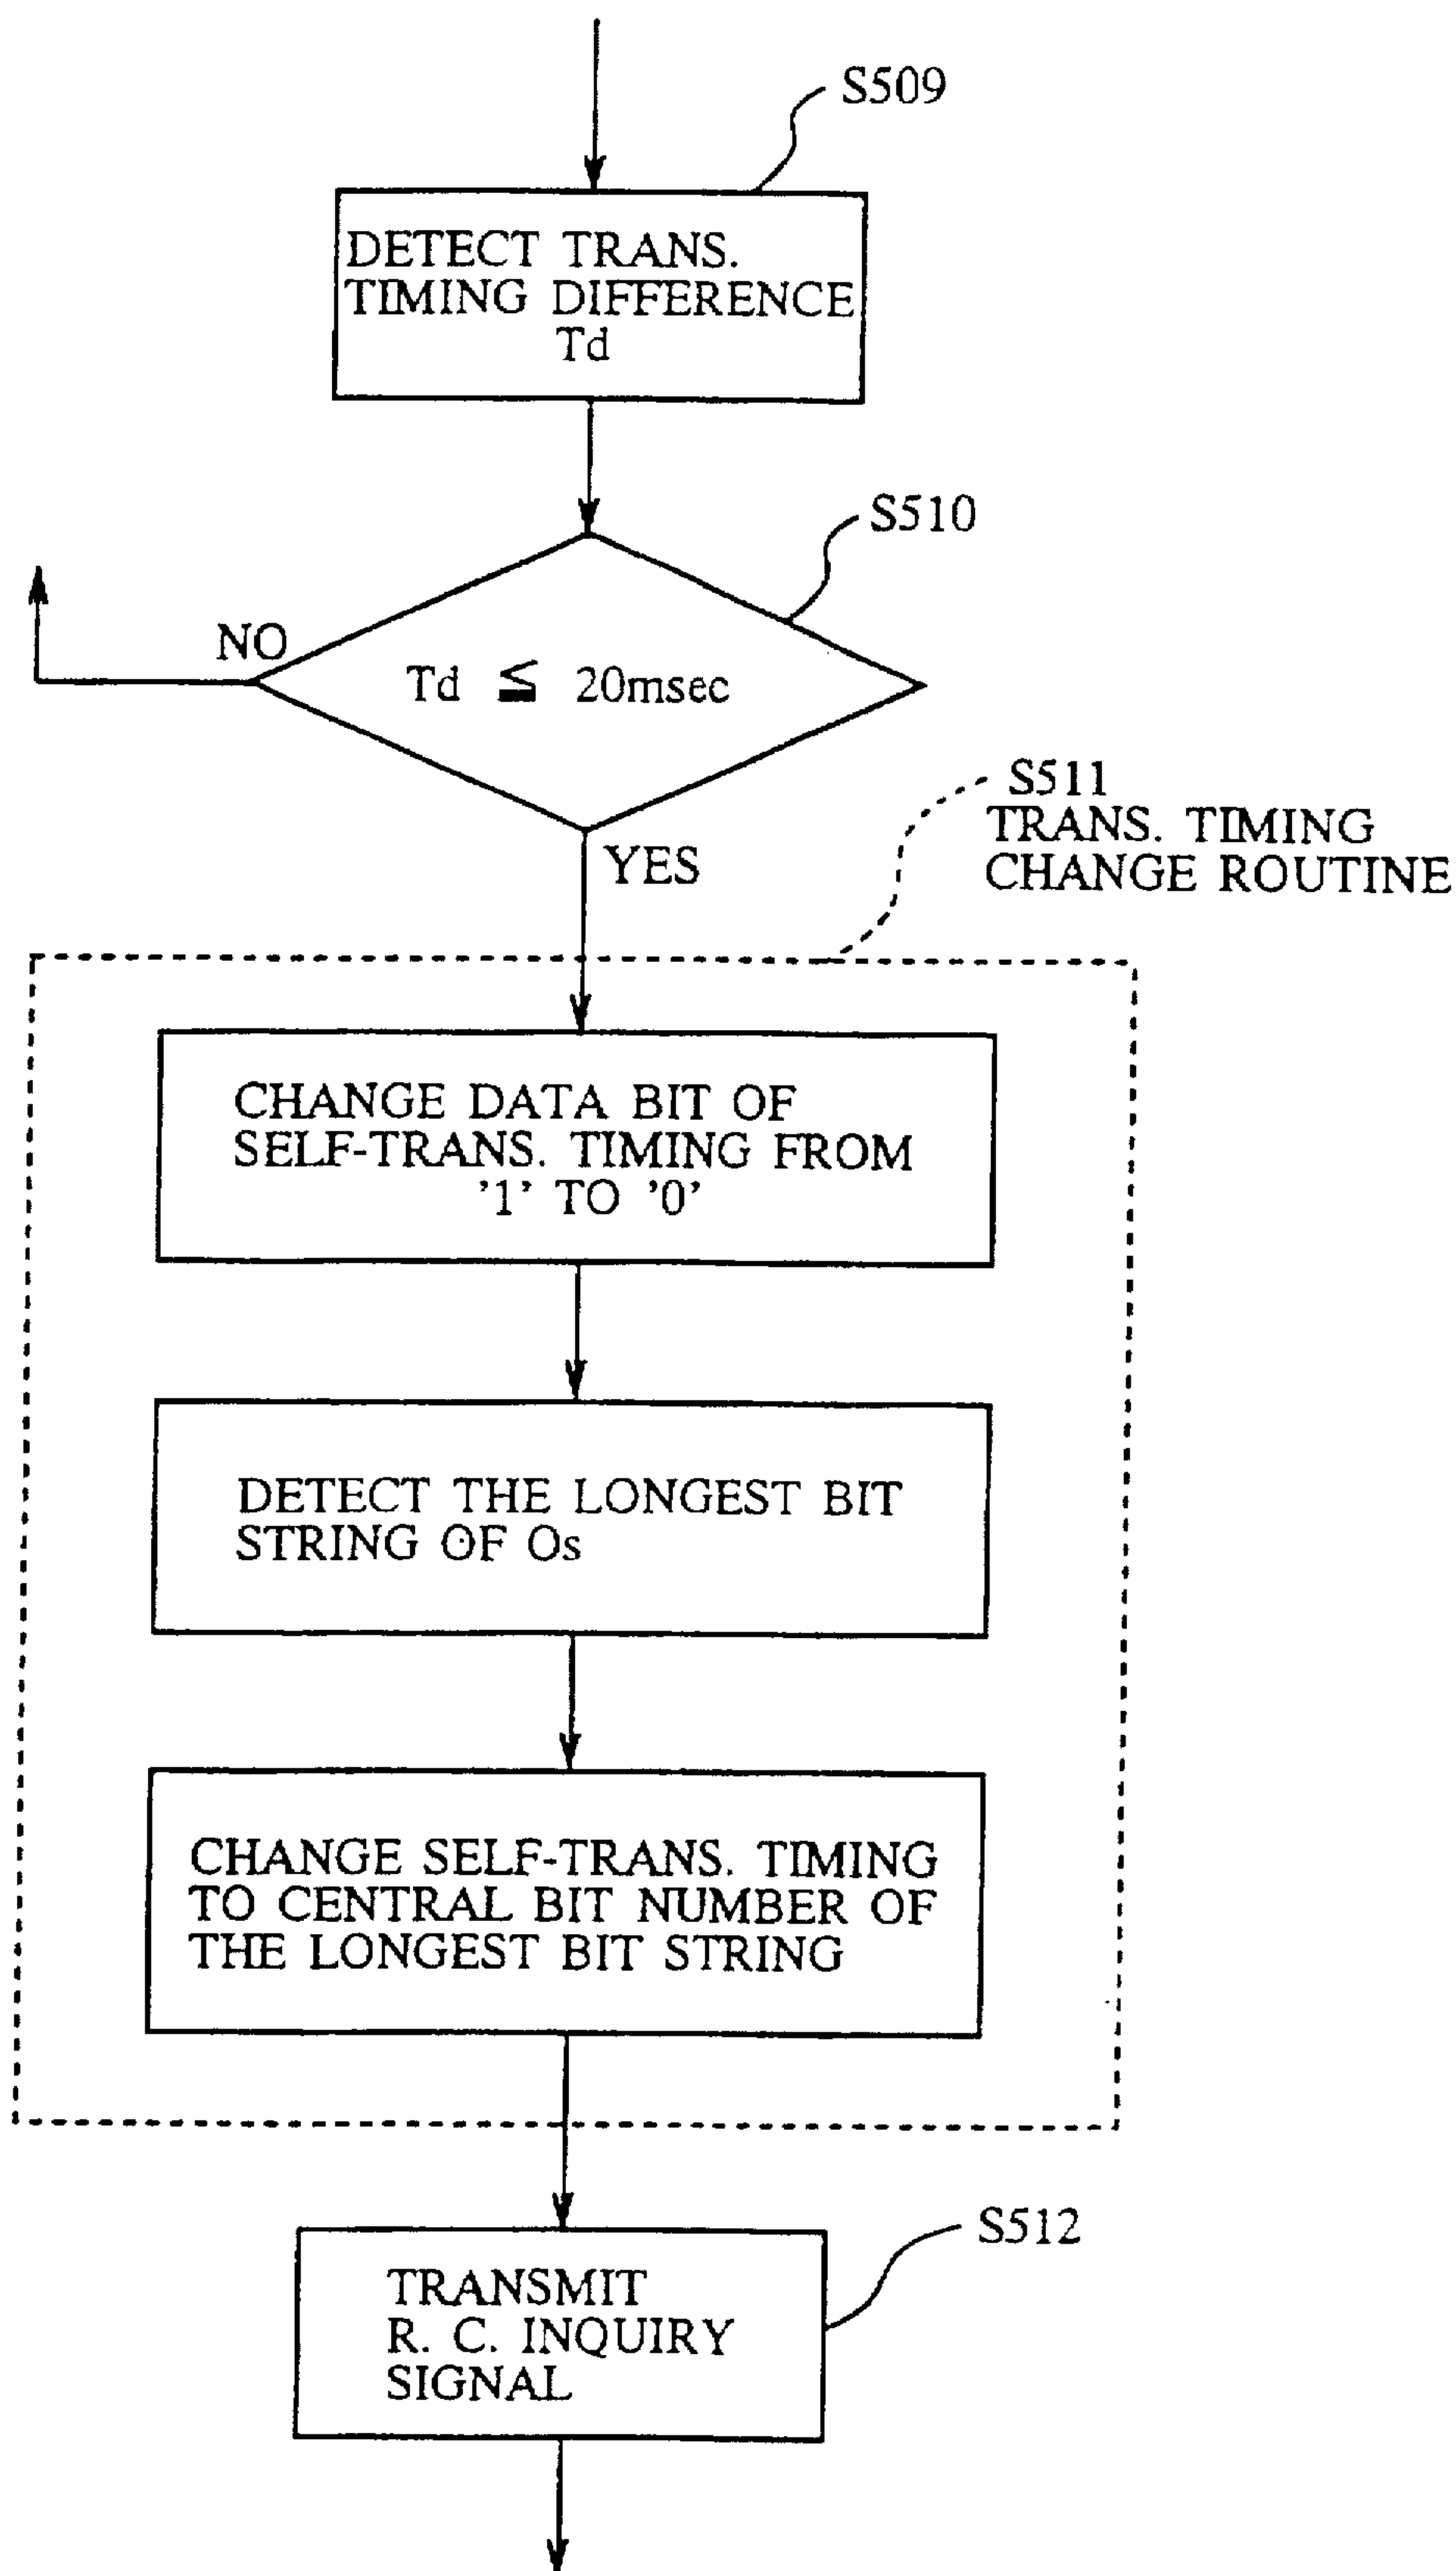 S509
DETECT TRANS.
TIMING DIFFERENCE
Td
S510
NO
Td ≦ 20msec
S511
TRANS. TIMING
CHANGE ROUTINE
YES
CHANGE DATA BIT OF
SELF-TRANS. TIMING FROM
'1' TO '0'
DETECT THE LONGEST BIT
STRING OF Os
CHANGE SELF-TRANS. TIMING
TO CENTRAL BIT NUMBER OF
THE LONGEST BIT STRING
S512
TRANSMIT
R. C. INQUIRY
SIGNAL